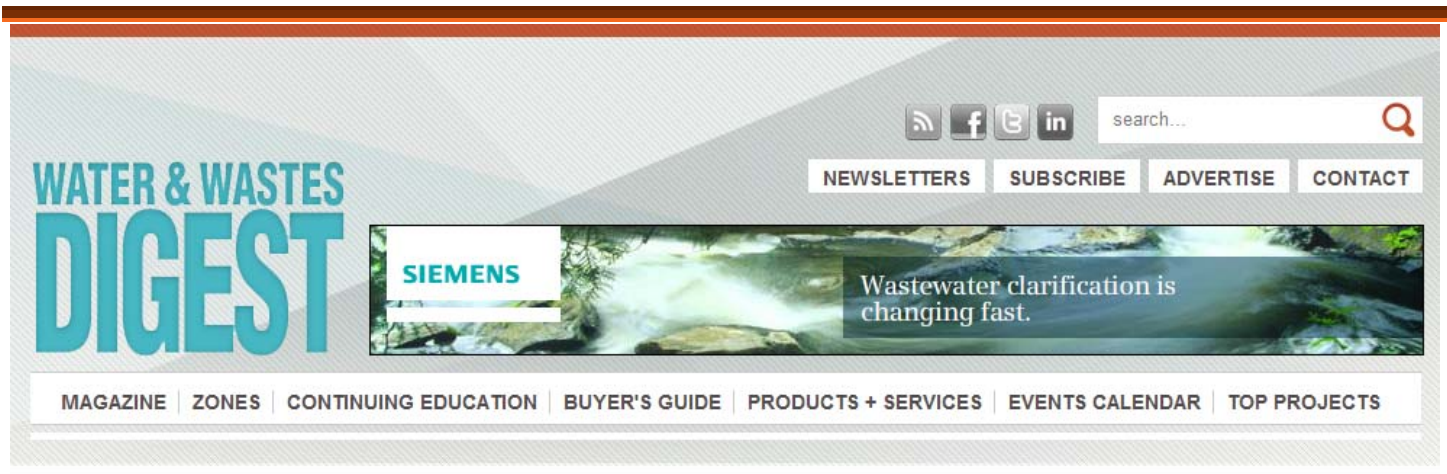 search...
NEWSLETTERS SUBSCRIBE ADVERTISE CONTACT
WATER & WASTES
DIGEST
SIEMENS
Wastewater clarification is
changing fast.
MAGAZINE ZONES CONTINUING EDUCATION BUYER'S GUIDE PRODUCTS + SERVICES EVENTS CALENDAR TOP PROJECTS